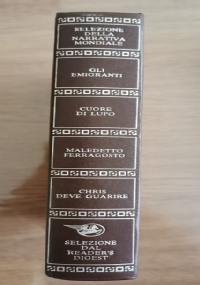 SELEZIONE
DELLA
NARRATIVA
MONDIALE
GLI
EMIGRANTI
CUORE
DI LUPO
MALEDETTO
FERRAGOSTO
CHRIS
DEVE GUARIRE
SELEZIONE
DAL
READER'S
DIGEST